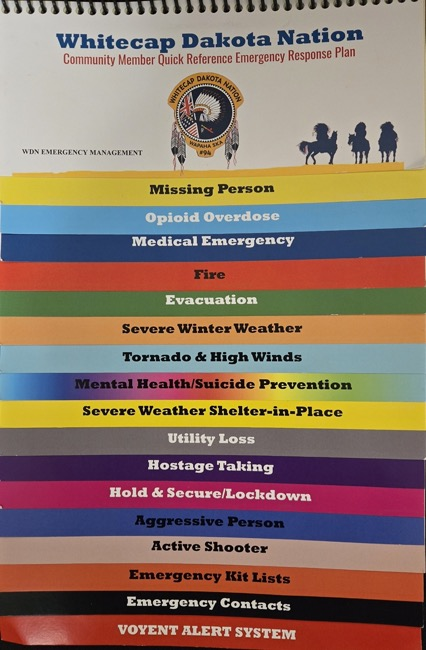 Whitecap Dakota Nation
Community Member Quick Reference Emergency Response Plan
WHITECAP DAKOTA NATION
WAPAHA SKA
#94
WDN EMERGENCY MANAGEMENT
Missing Person
Opioid Overdose
Medical Emergency
Fire
Evacuation
Severe Winter Weather
Tornado & High Winds
Mental Health/Suicide Prevention
Severe Weather Shelter-in-Place
Utility Loss
Hostage Taking
Hold & Secure/Lockdown
Aggressive Person
Active Shooter
Emergency Kit Lists
Emergency Contacts
VOYENT ALERT SYSTEM